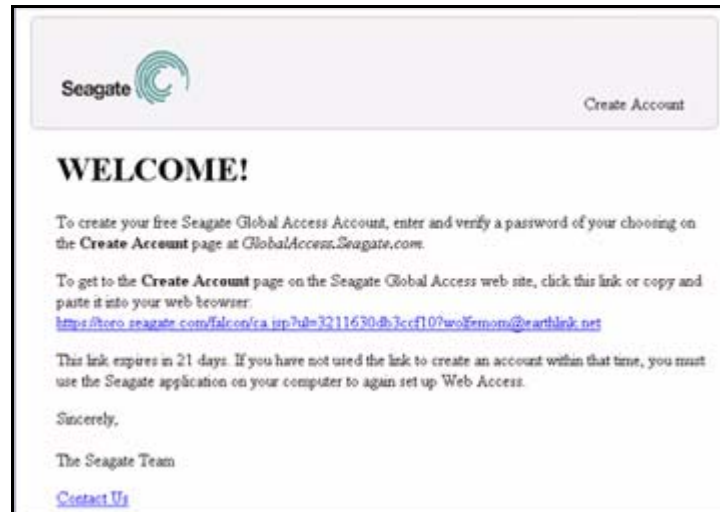 Seagate
Create Account
WELCOME!
To create your free Seagate Global Access Account, enter and verify a password of your choosing on
the Create Account page at GlobalAccess.Seagate.com.
To get to the Create Account page on the Seagate Global Access web site, click this link or copy and
paste it into your web browser:
https://toro.seagate.com/falcon/ca.jsp?ul=3211630db3ccf10?wolfemom@earthlink.net
This link expires in 21 days. If you have not used the link to create an account within that time, you must
use the Seagate application on your computer to again set up Web Access.
Sincerely,
The Seagate Team
Contact Us